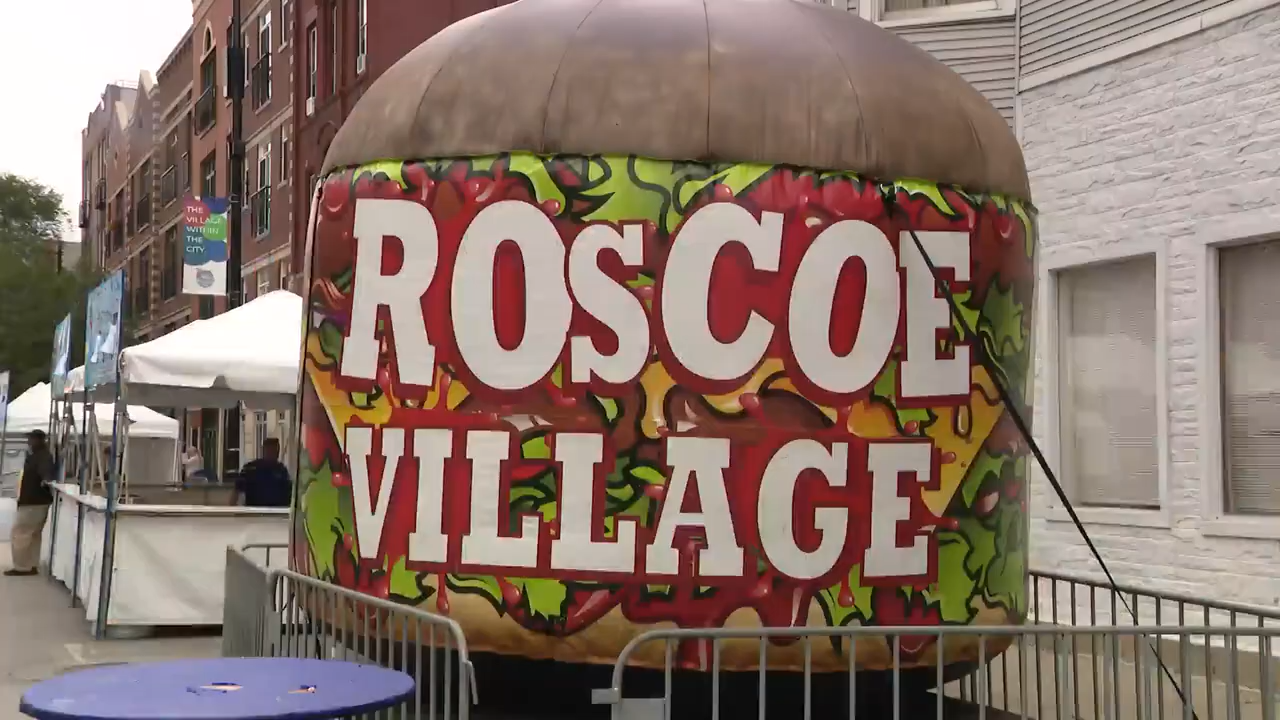 ROSCOE
VILLAGE
THE
VILLAGE
WITHIN
THE
CITY